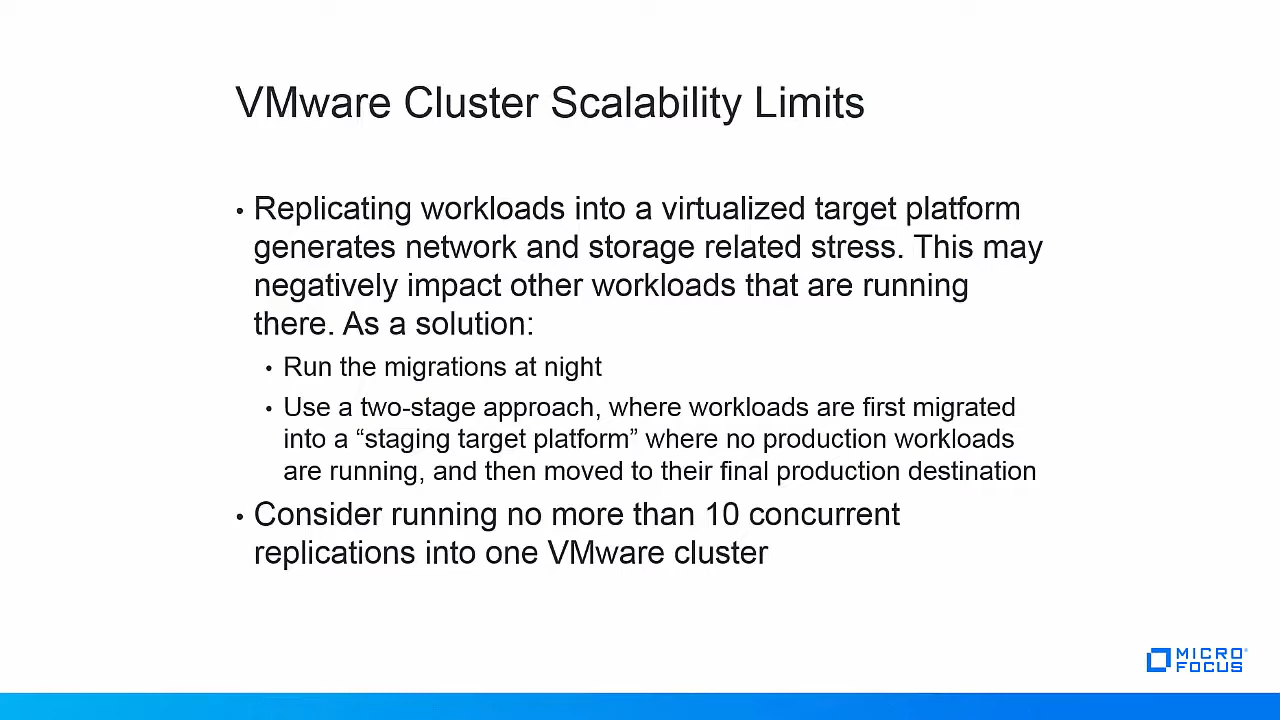 VMware Cluster Scalability Limits
• Replicating workloads into a virtualized target platform
generates network and storage related stress. This may
negatively impact other workloads that are running
there. As a solution:
• Run the migrations at night
• Use a two-stage approach, where workloads are first migrated
into a “staging target platform” where no production workloads
are running, and then moved to their final production destination
• Consider running no more than 10 concurrent
replications into one VMware cluster
MICRO
FOCUS